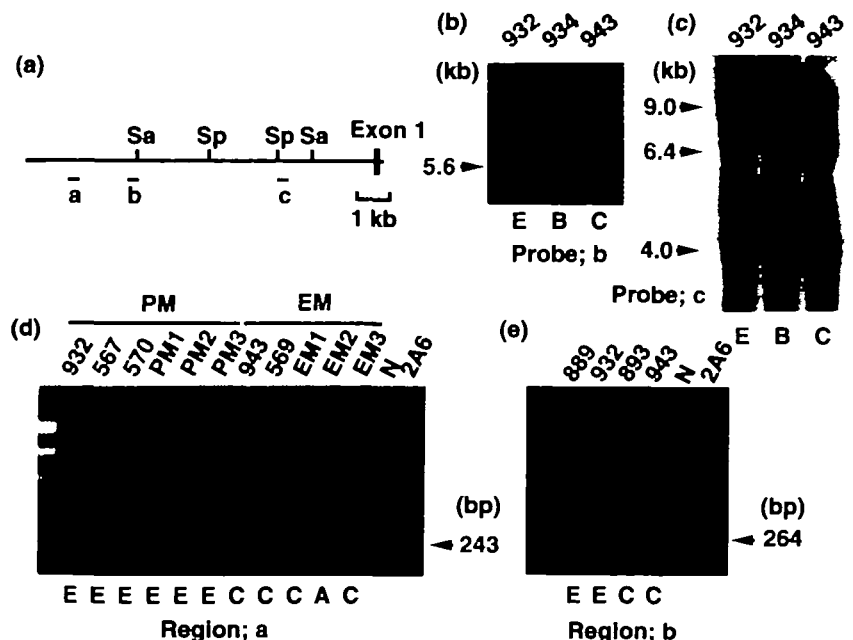 (a)
Sa Sp Sp Sa Exon 1
a b c
1 kb
(b)
932 934 943
(kb)
5.6
E B C
Probe; b
(c)
932 934 943
(kb)
9.0
6.4
4.0
Probe; c
E B C
(d)
PM EM
932 567 570 PM1 PM2 PM3 943 569 EM1 EM2 EM3 N 2A6
(bp)
243
E E E E E E C C C A C
Region; a
(e)
889 932 893 943 N 2A6
(bp)
264
E E C C
Region; b